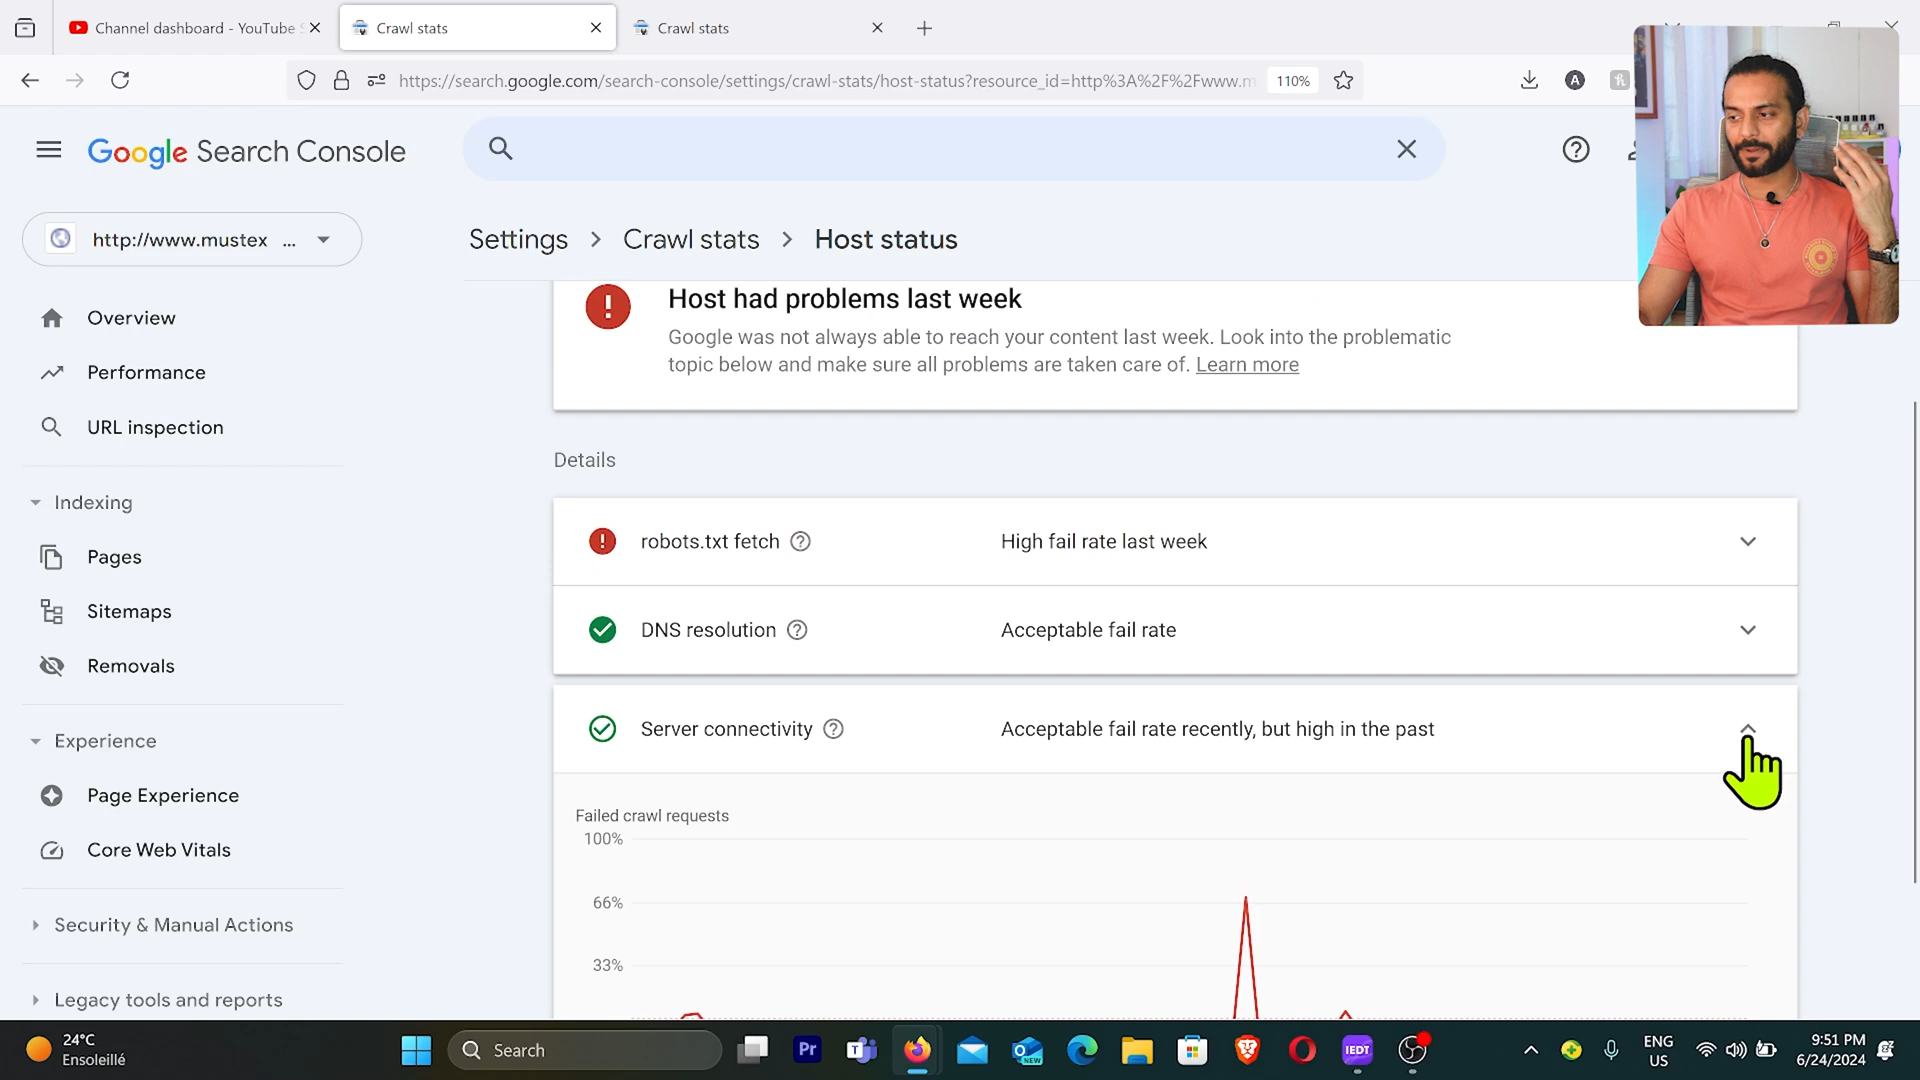 Channel dashboard - YouTube
Crawl stats
Crawl stats
https://search.google.com/search-console/settings/crawl-stats/host-status?resource_id=http%3A%2F%2Fwww.m
110%
A
Google Search Console
http://www.mustex ...
Settings > Crawl stats > Host status
Host had problems last week
Google was not always able to reach your content last week. Look into the problematic
topic below and make sure all problems are taken care of. Learn more
Overview
Performance
URL inspection
Indexing
Pages
Sitemaps
Removals
Experience
Page Experience
Core Web Vitals
Security & Manual Actions
Legacy tools and reports
Details
robots.txt fetch
High fail rate last week
DNS resolution
Acceptable fail rate
Server connectivity
Acceptable fail rate recently, but high in the past
Failed crawl requests
100%
66%
33%
24°C
Ensoleillé
Search
Pr
T
NEW
IEDT
ENG
US
9:51 PM
6/24/2024